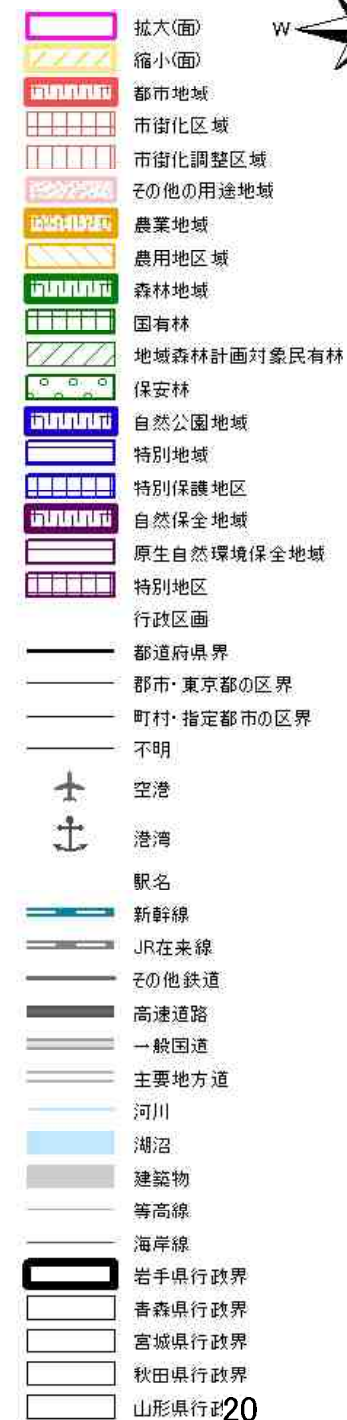 拡大(面)
W
縮小(面)
都市地域
市街化区域
市街化調整区域
その他の用途地域
農業地域
農用地区域
森林地域
国有林
地域森林計画対象民有林
保安林
自然公園地域
特別地域
特別保護地区
自然保全地域
原生自然環境保全地域
特別地区
行政区画
都道府県界
郡市・東京都の区界
町村・指定都市の区界
不明
空港
港湾
駅名
新幹線
JR在来線
その他鉄道
高速道路
一般国道
主要地方道
河川
湖沼
建築物
等高線
海岸線
岩手県行政界
青森県行政界
宮城県行政界
秋田県行政界
山形県行政20